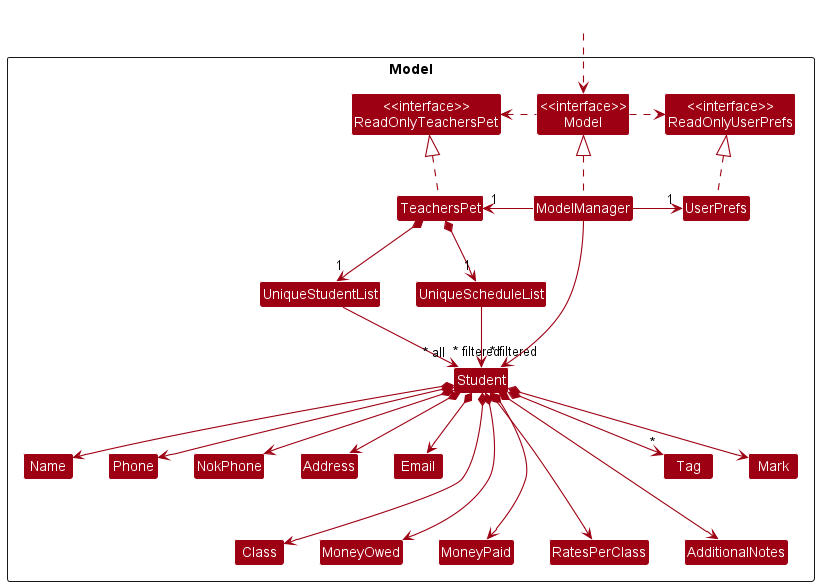 Model
<<interface>>
ReadOnlyTeachersPet
<<interface>>
Model
<<interface>>
ReadOnlyUserPrefs
TeachersPet
1
ModelManager
1
UserPrefs
1
1
UniqueStudentList
UniqueScheduleList
* all
* filtered
* filtered
Student
*
Name
Phone
NokPhone
Address
Email
Tag
Mark
Class
MoneyOwed
MoneyPaid
RatesPerClass
AdditionalNotes